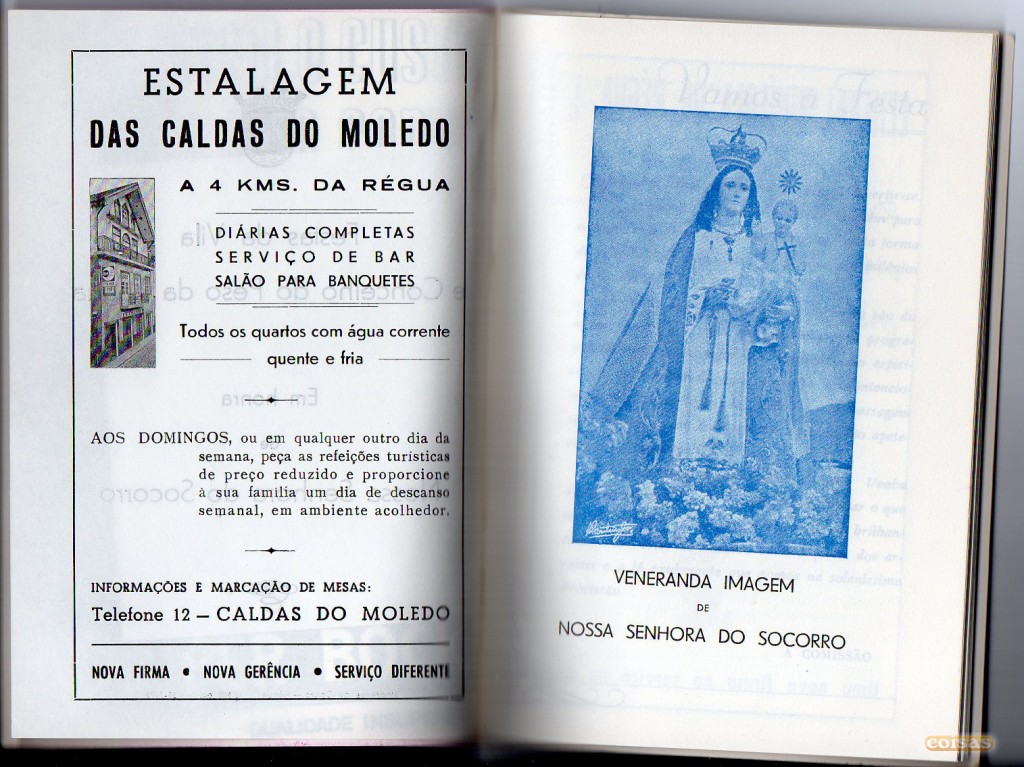 ESTALAGEM
DAS CALDAS DO MOLEDO
A 4 KMS. DA RÉGUA
DIÁRIAS COMPLETAS
SERVIÇO DE BAR
SALÃO PARA BANQUETES
Todos os quartos com água corrente
quente e fria
AOS DOMINGOS, ou em qualquer outro dia da
semana, peça as refeições turísticas
de preço reduzido e proporcione
à sua família um dia de descanso
semanal, em ambiente acolhedor.
INFORMAÇÕES E MARCAÇÃO DE MESAS:
Telefone 12 — CALDAS DO MOLEDO
NOVA FIRMA • NOVA GERÊNCIA • SERVIÇO DIFERENTE
VENERANDA IMAGEM
DE
NOSSA SENHORA DO SOCORRO
coisas